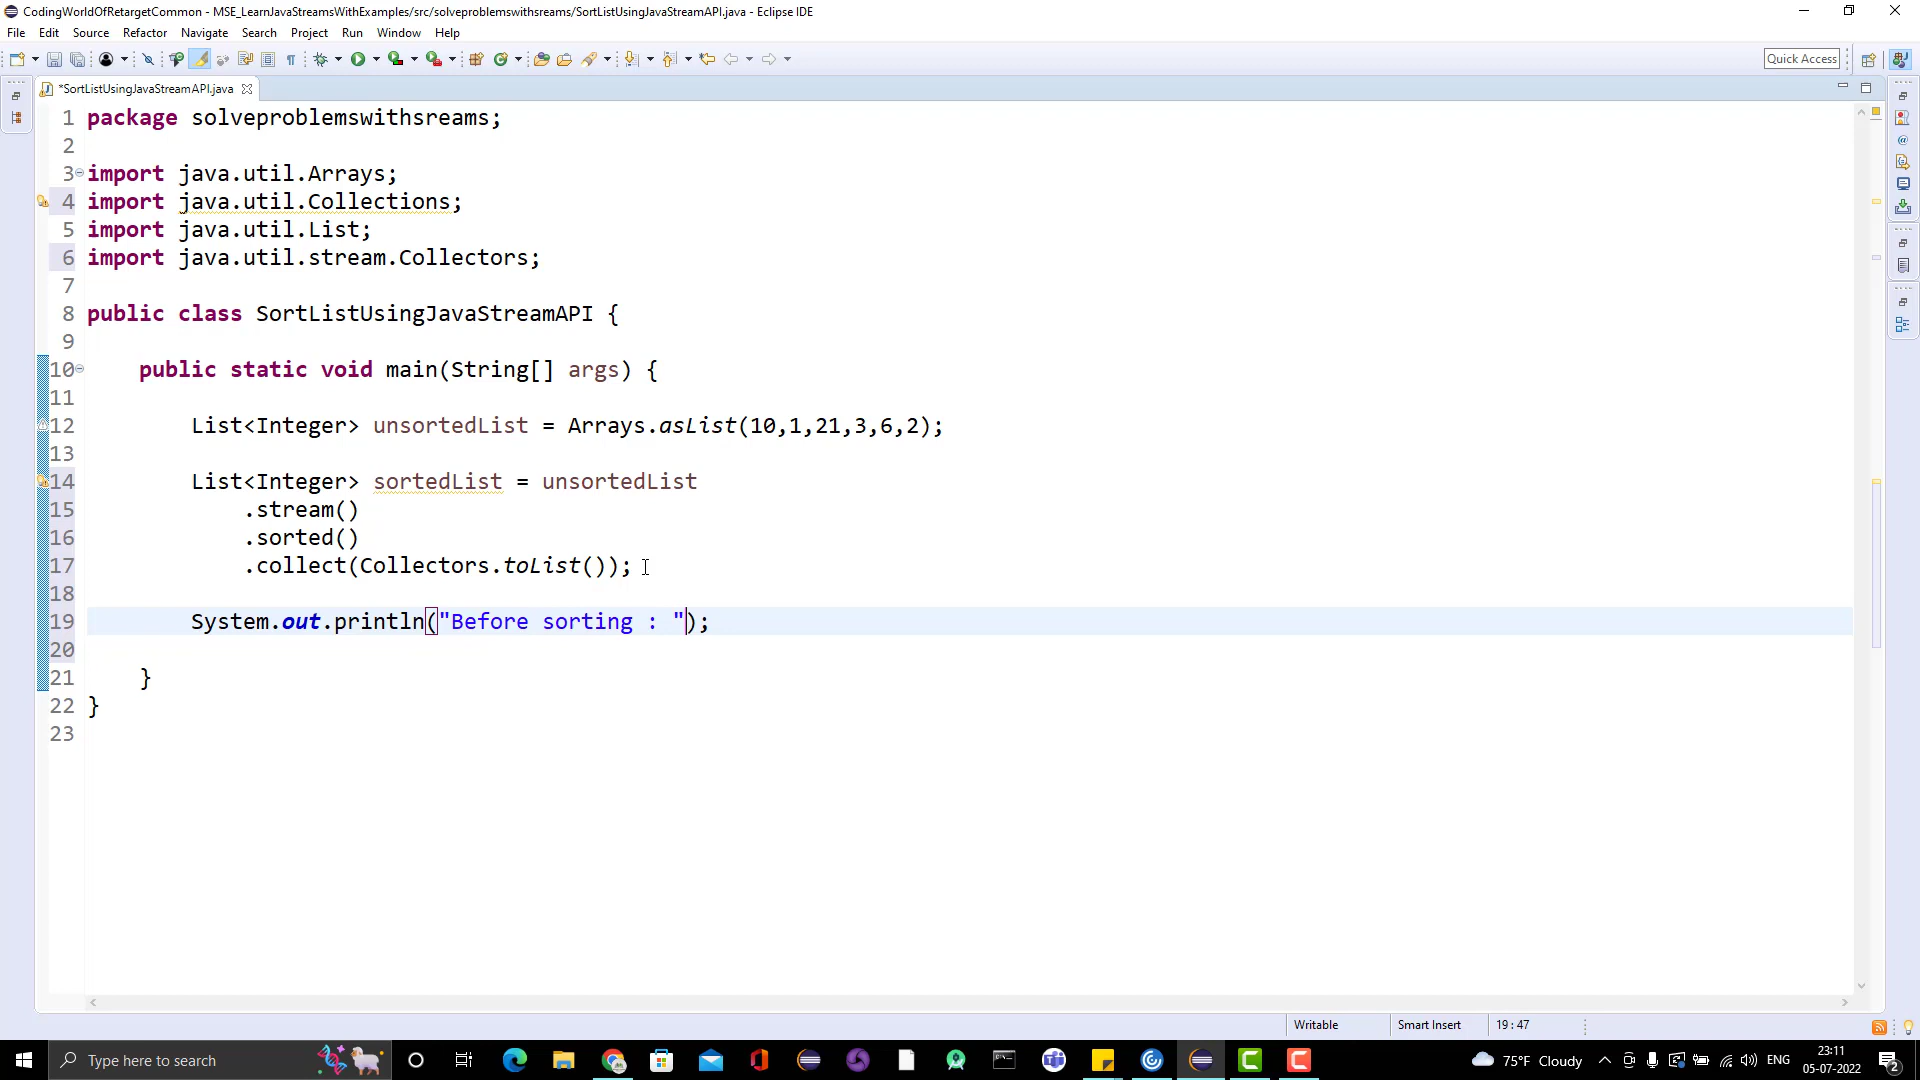 CodingWorldOfRetargetCommon - MSE_LearnJavaStreamsWithExamples/src/solveproblemswithsreams/SortListUsingJavaStreamAPI.java - Eclipse IDE
File Edit Source Refactor Navigate Search Project Run Window Help
Quick Access
*SortListUsingJavaStreamAPI.java
1 package solveproblemswithsreams;
2
3 import java.util.Arrays;
4 import java.util.Collections;
5 import java.util.List;
6 import java.util.stream.Collectors;
7
8 public class SortListUsingJavaStreamAPI {
9
10 public static void main(String[] args) {
11
12 List<Integer> unsortedList = Arrays.asList(10,1,21,3,6,2);
13
14 List<Integer> sortedList = unsortedList
15 .stream()
16 .sorted()
17 .collect(Collectors.toList());
18
19 System.out.println("Before sorting : ");
20
21 }
22 }
23
Writable Smart Insert 19 : 47
Type here to search
75°F Cloudy
ENG
23:11
05-07-2022
2